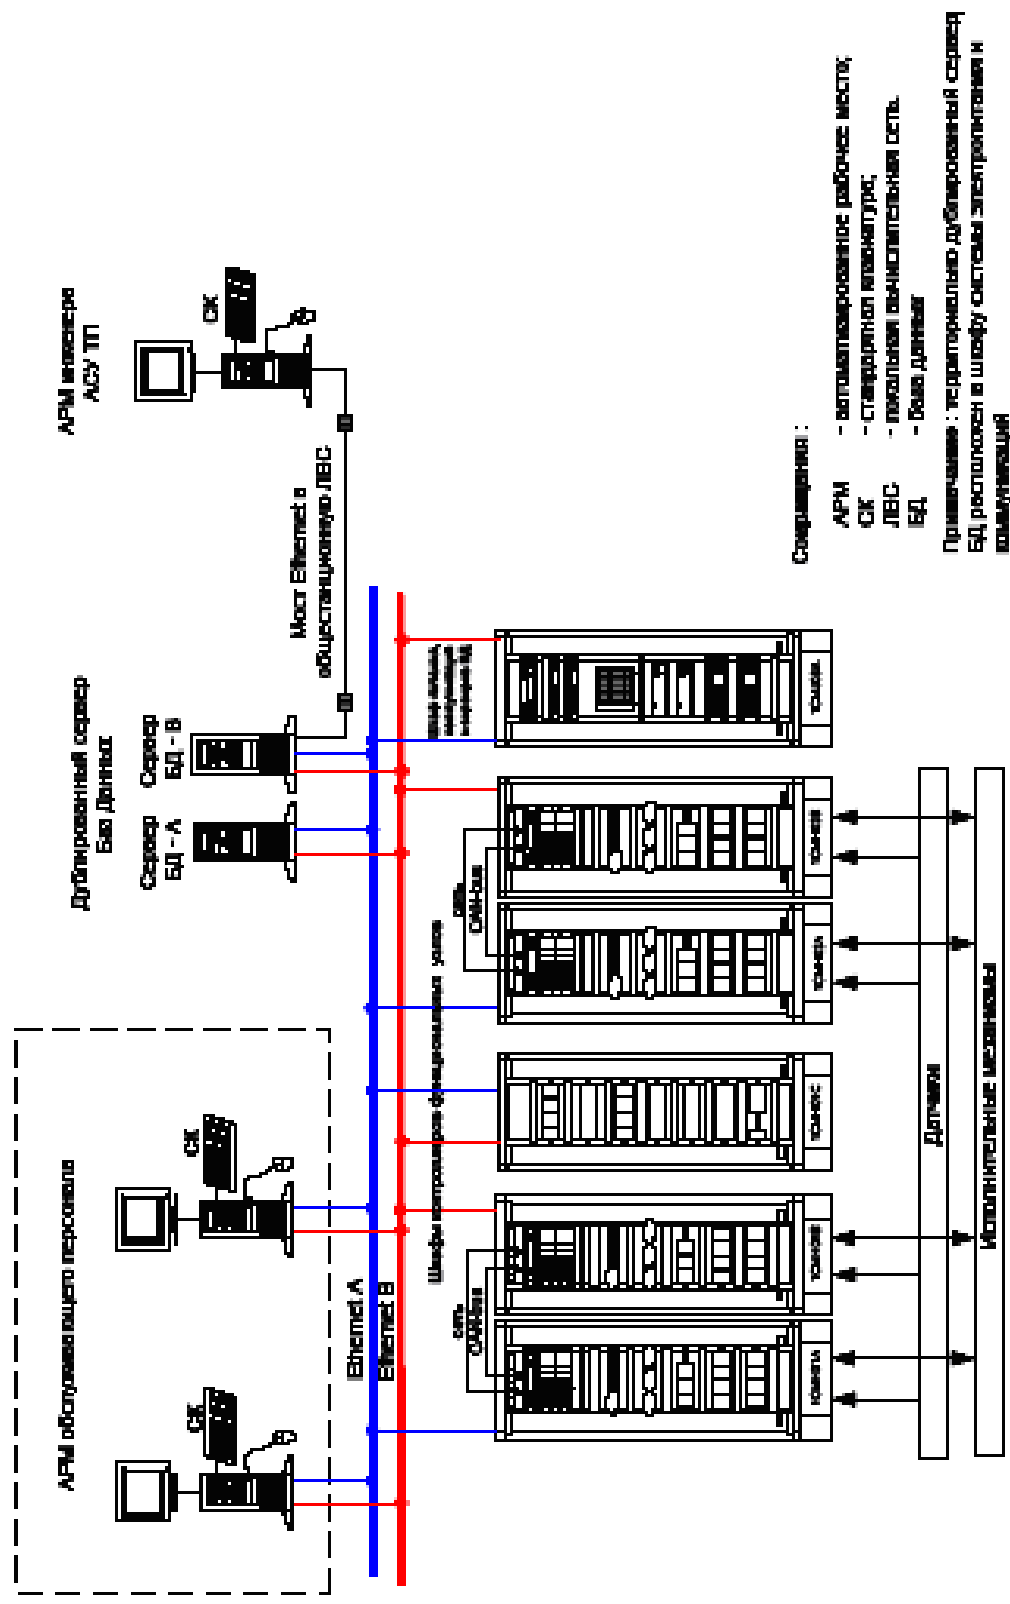 АРМ обслуживающего персонала
СК
СК
Дублированный сервер
Баз Данных
Сервер
БД - А
Сервер
БД - В
АРМ инженера
АСУ ТП
СК
Мост Ethernet в
общестанционную ЛВС
Ethernet A
Ethernet B
Шкафы контроллеров функциональных узлов
сеть
CAN-bus
сеть
CAN-bus
Датчики
Исполнительные механизмы
Сокращения :
АРМ - автоматизированное рабочее место;
СК - стандартная клавиатура;
ЛВС - локальная вычислительная сеть.
БД - база данных
Примечание : территориально дублированный сервер
БД расположен в шкафу системы электропитания и
коммуникаций